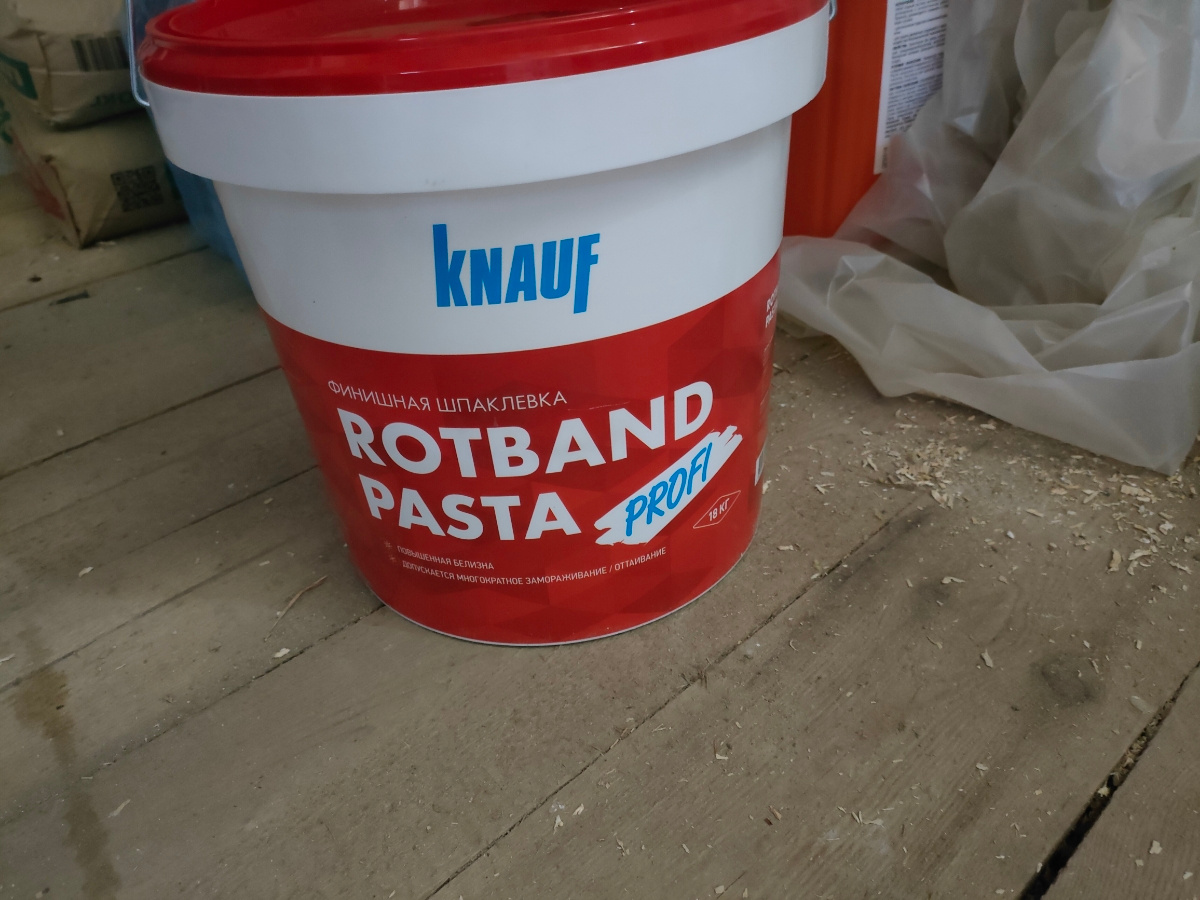 KNAUF
ФИНИШНАЯ ШПАКЛЕВКА
ROTBAND
PASTA PROFI
18 КГ
ПОВЫШЕННАЯ БЕЛИЗНА
ДОПУСКАЕТСЯ МНОГОКРАТНОЕ ЗАМОРАЖИВАНИЕ / ОТТАИВАНИЕ